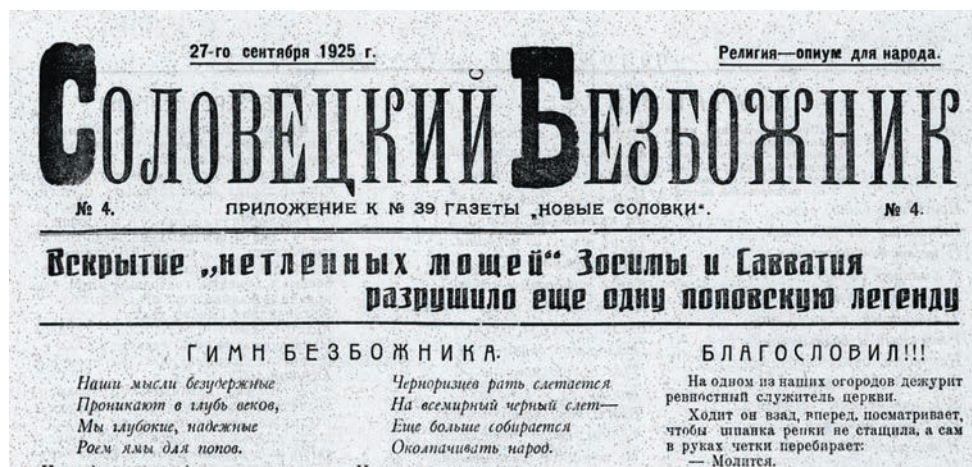 27-го сентября 1925 г.
Религия—опиум для народа.
Соловецкий Безбожник
№ 4.
ПРИЛОЖЕНИЕ К № 39 ГАЗЕТЫ „НОВЫЕ СОЛОВКИ“.
№ 4.
Вскрытие „нетленных мощей“ Зосимы и Савватия
разрушило еще одну поповскую легенду
ГИМН БЕЗБОЖНИКА.
Наши мысли безудержные
Проникают в глубь веков,
Мы глубокие, надежные
Роем ямы для попов.
Черноризцев рать слетается
На всемирный черный слет—
Еще больше собирается
Околпачивать народ.
БЛАГОСЛОВИЛ!!!
На одном из наших огородов дежурит
ревностный служитель церкви.
Ходит он взад, вперед, посматривает,
чтобы шпанка репки не стащила, а сам
в руках четки перебирает:
— Молится.